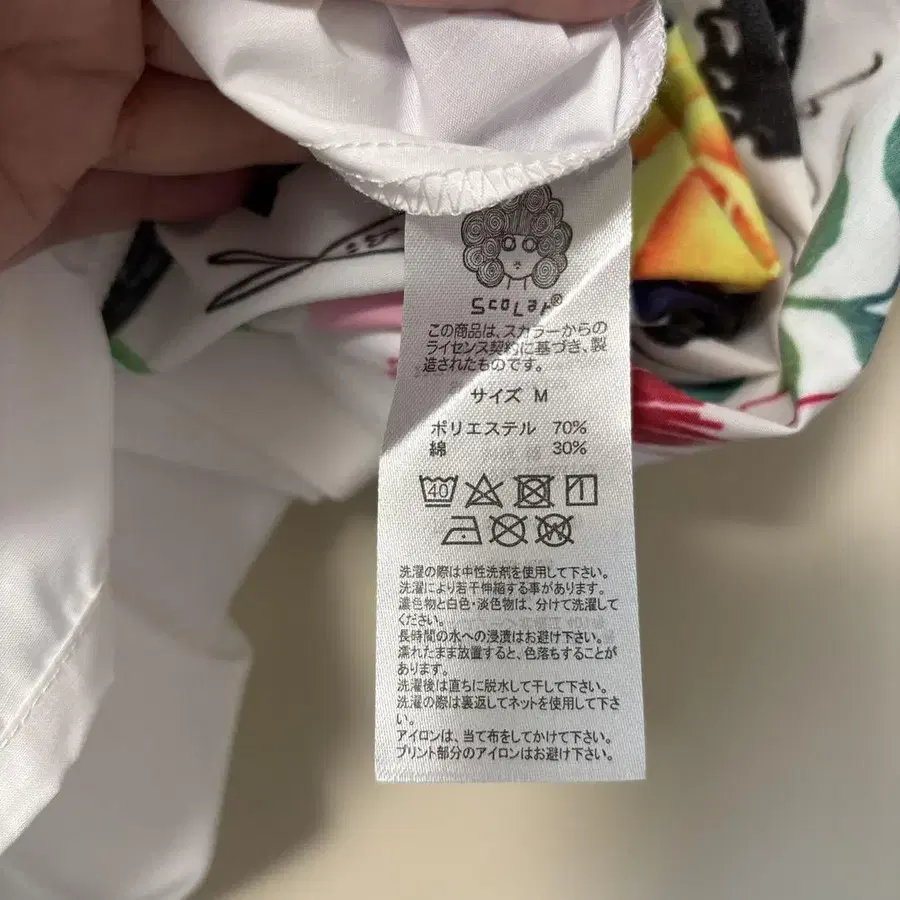 ScoLar®
この商品は、スカラーからの
ライセンス契約に基づき、製
造されたものです。
サイズ M
ポリエステル 70%
綿 30%
40
洗濯の際は中性洗剤を使用して下さい。
洗濯により若干伸縮する事があります。
濃色物と白色・淡色物は、分けて洗濯して
ください。
長時間の水への浸漬はお避け下さい。
濡れたまま放置すると、色落ちすることが
あります。
洗濯後は直ちに脱水して干して下さい。
洗濯の際は裏返してネットを使用して下さ
い。
アイロンは、当て布をしてかけて下さい。
プリント部分のアイロンはお避け下さい。